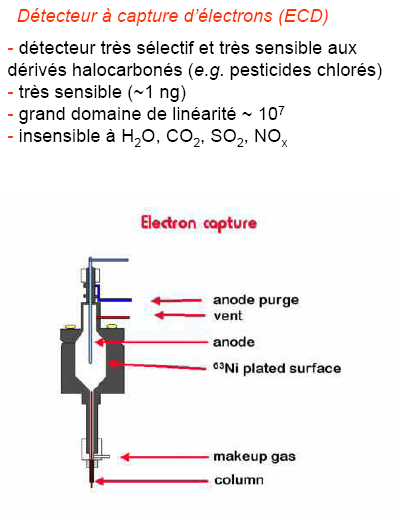 Détecteur à capture d'électrons (ECD)
- détecteur très sélectif et très sensible aux
dérivés halocarbonés (e.g. pesticides chlorés)
- très sensible (~1 ng)
- grand domaine de linéarité ~ 10⁷
- insensible à H₂O, CO₂, SO₂, NOₓ
Electron capture
anode purge
vent
anode
⁶³Ni plated surface
makeup gas
column